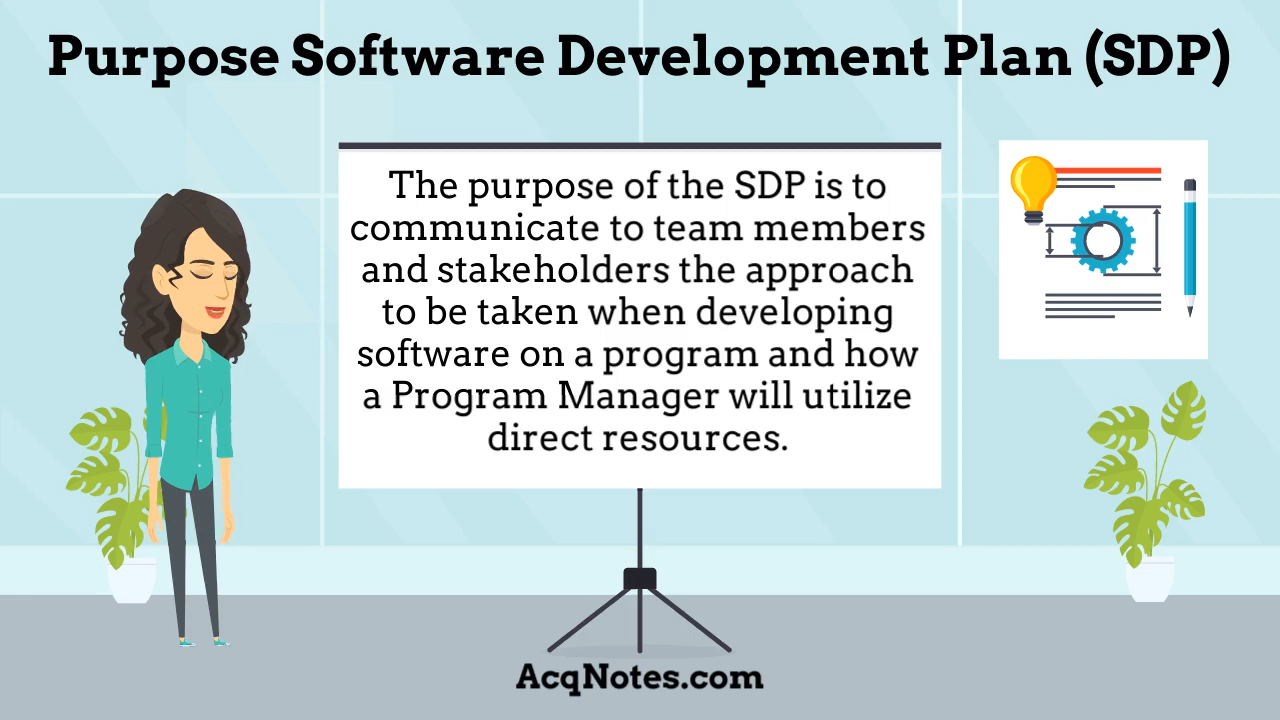 Purpose Software Development Plan (SDP)
The purpose of the SDP is to
communicate to team members
and stakeholders the approach
to be taken when developing
software on a program and how
a Program Manager will utilize
direct resources.
AcqNotes.com